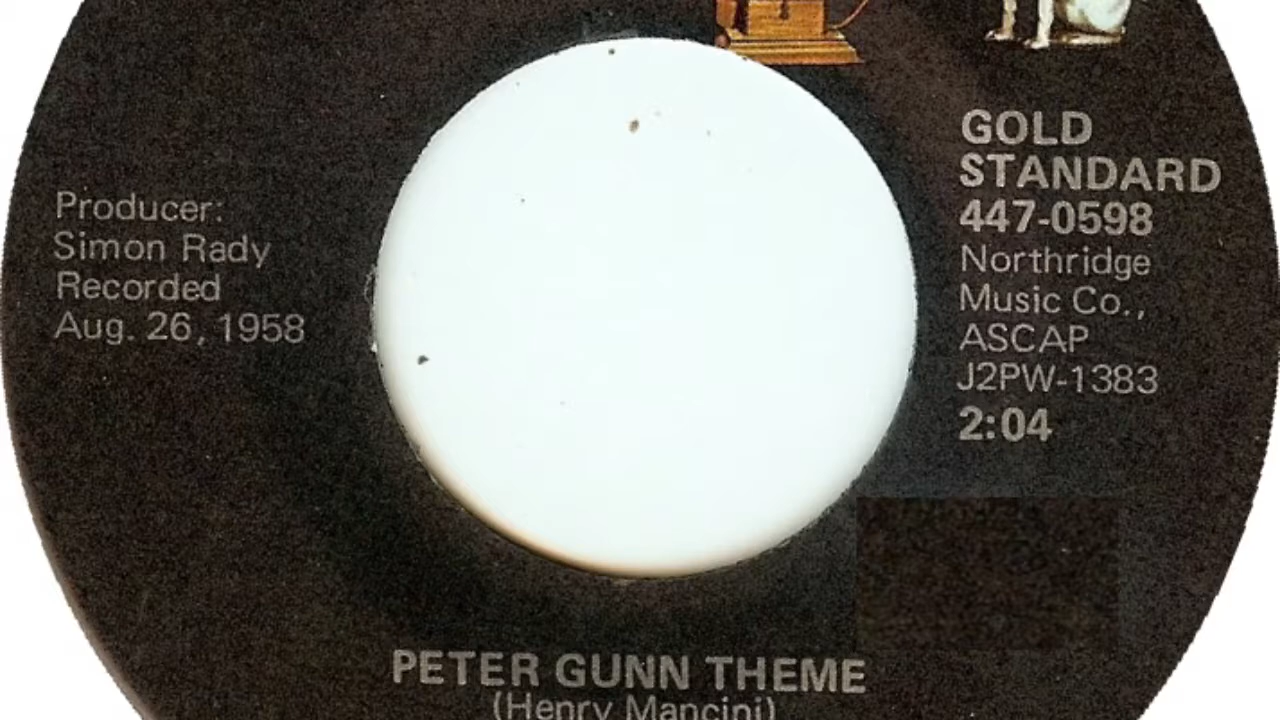 Producer:
Simon Rady
Recorded
Aug. 26, 1958
GOLD
STANDARD
447-0598
Northridge
Music Co.,
ASCAP
J2PW-1383
2:04
PETER GUNN THEME
(Henry Mancini)